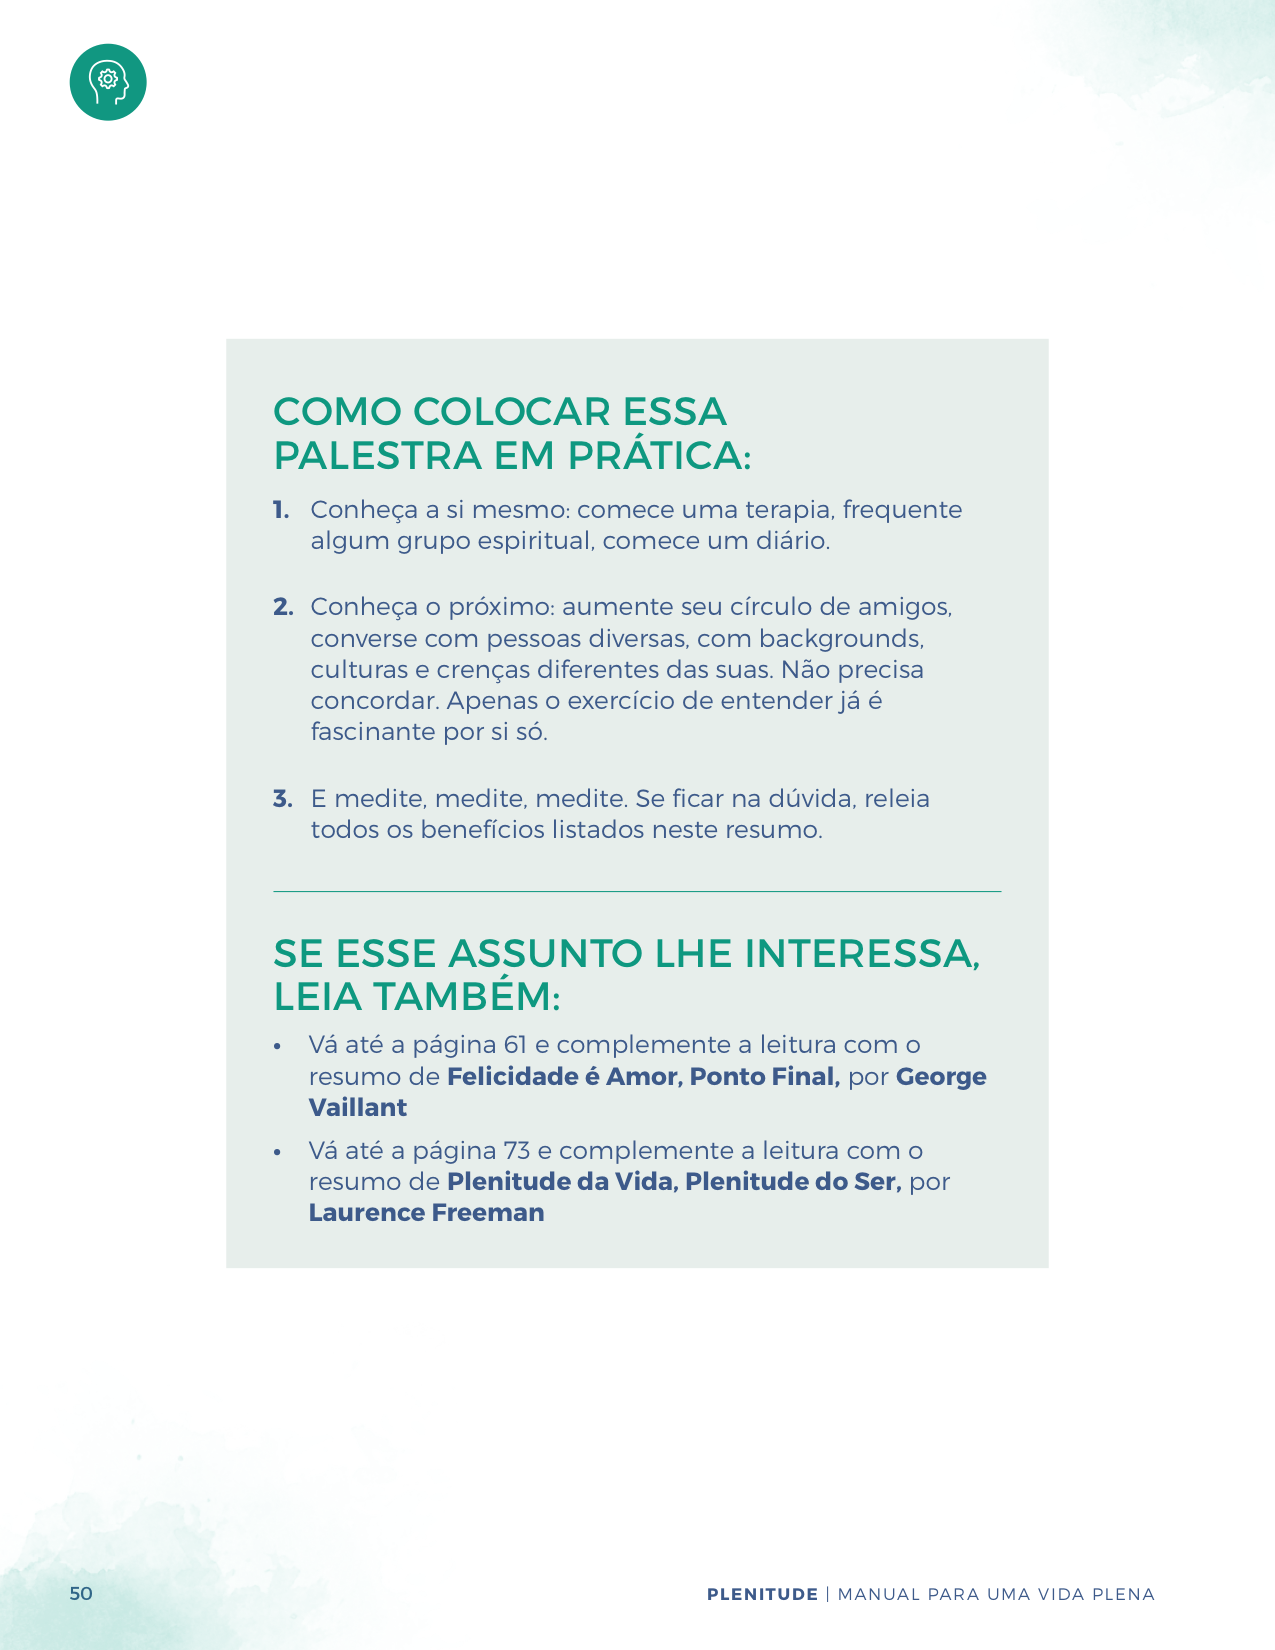 COMO COLOCAR ESSA
PALESTRA EM PRÁTICA:
1. Conheça a si mesmo: comece uma terapia, frequente
algum grupo espiritual, comece um diário.
2. Conheça o próximo: aumente seu círculo de amigos,
converse com pessoas diversas, com backgrounds,
culturas e crenças diferentes das suas. Não precisa
concordar. Apenas o exercício de entender já é
fascinante por si só.
3. E medite, medite, medite. Se ficar na dúvida, releia
todos os benefícios listados neste resumo.
SE ESSE ASSUNTO LHE INTERESSA,
LEIA TAMBÉM:
• Vá até a página 61 e complemente a leitura com o
resumo de Felicidade é Amor, Ponto Final, por George
Vaillant
• Vá até a página 73 e complemente a leitura com o
resumo de Plenitude da Vida, Plenitude do Ser, por
Laurence Freeman
50
PLENITUDE | MANUAL PARA UMA VIDA PLENA